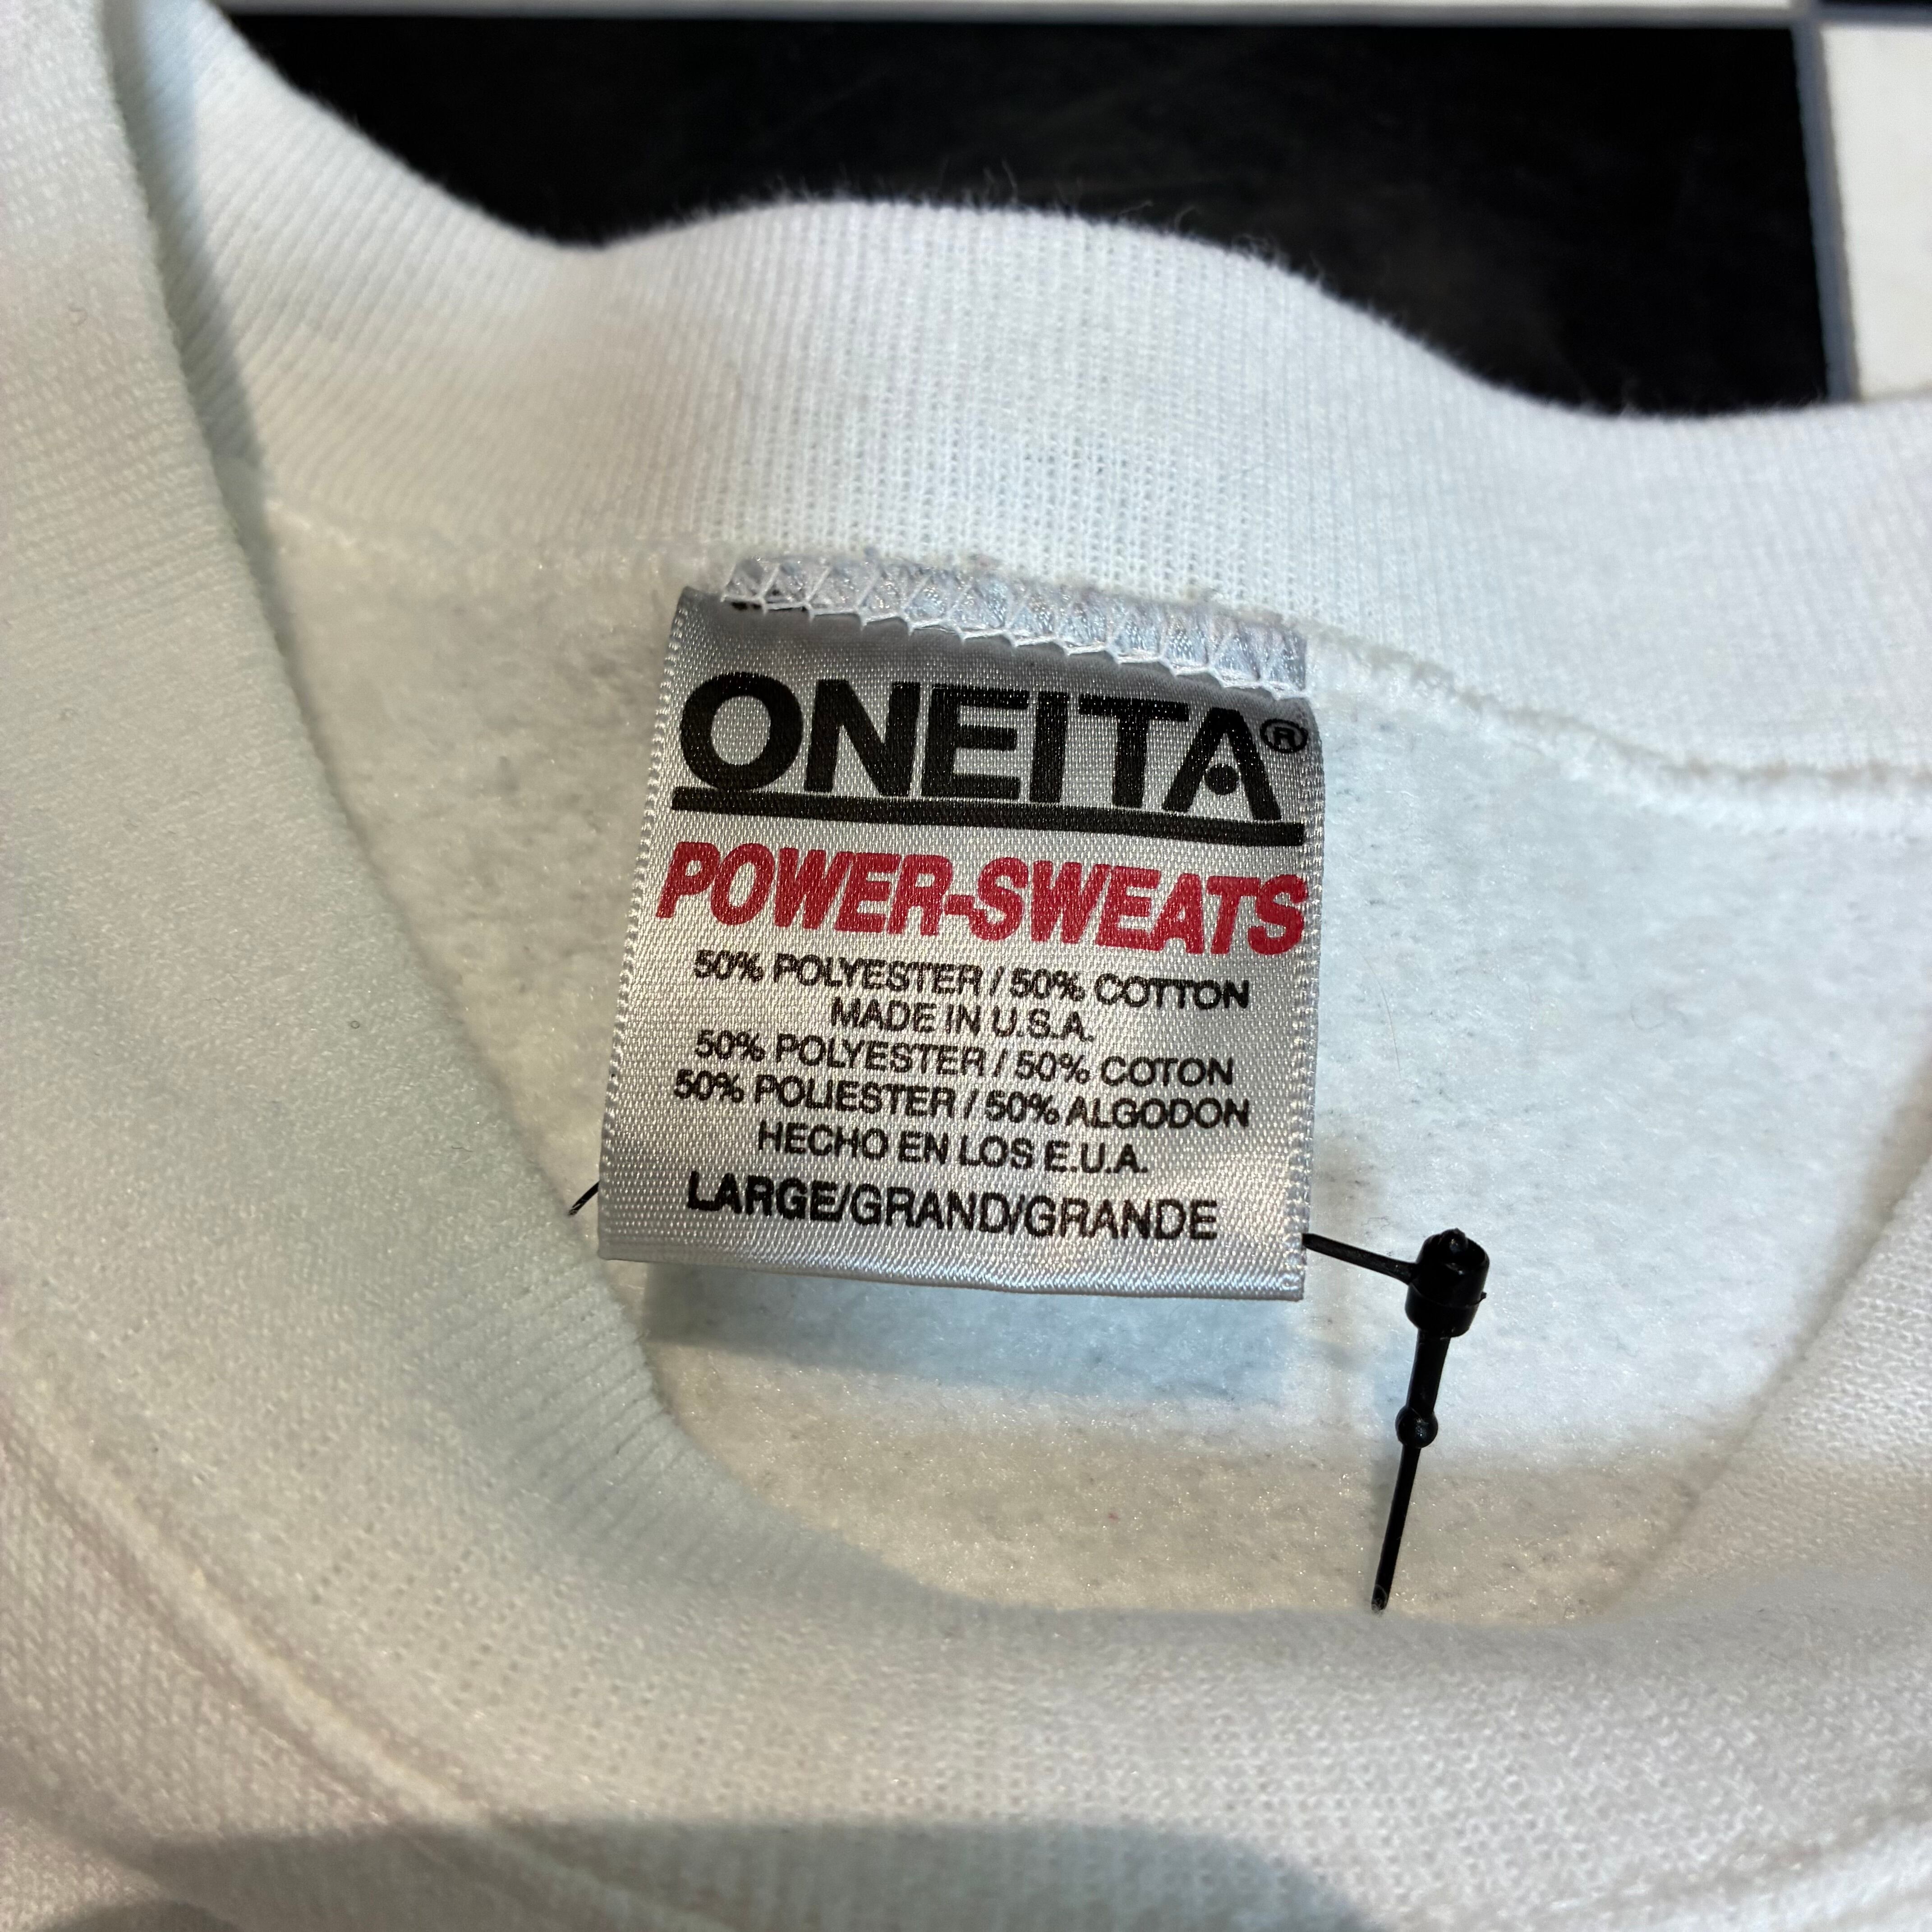 ONEITA®
POWER-SWEATS
50% POLYESTER / 50% COTTON
MADE IN U.S.A.
50% POLYESTER / 50% COTON
50% POLIESTER / 50% ALGODON
HECHO EN LOS E.U.A.
LARGE/GRAND/GRANDE